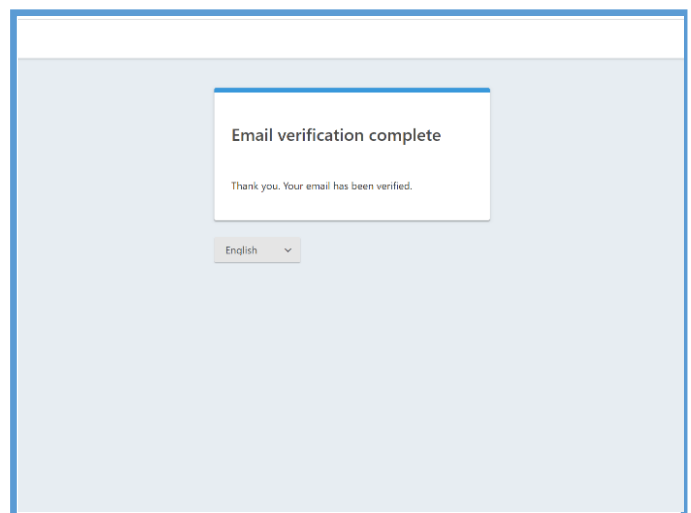 Email verification complete
Thank you. Your email has been verified.
English